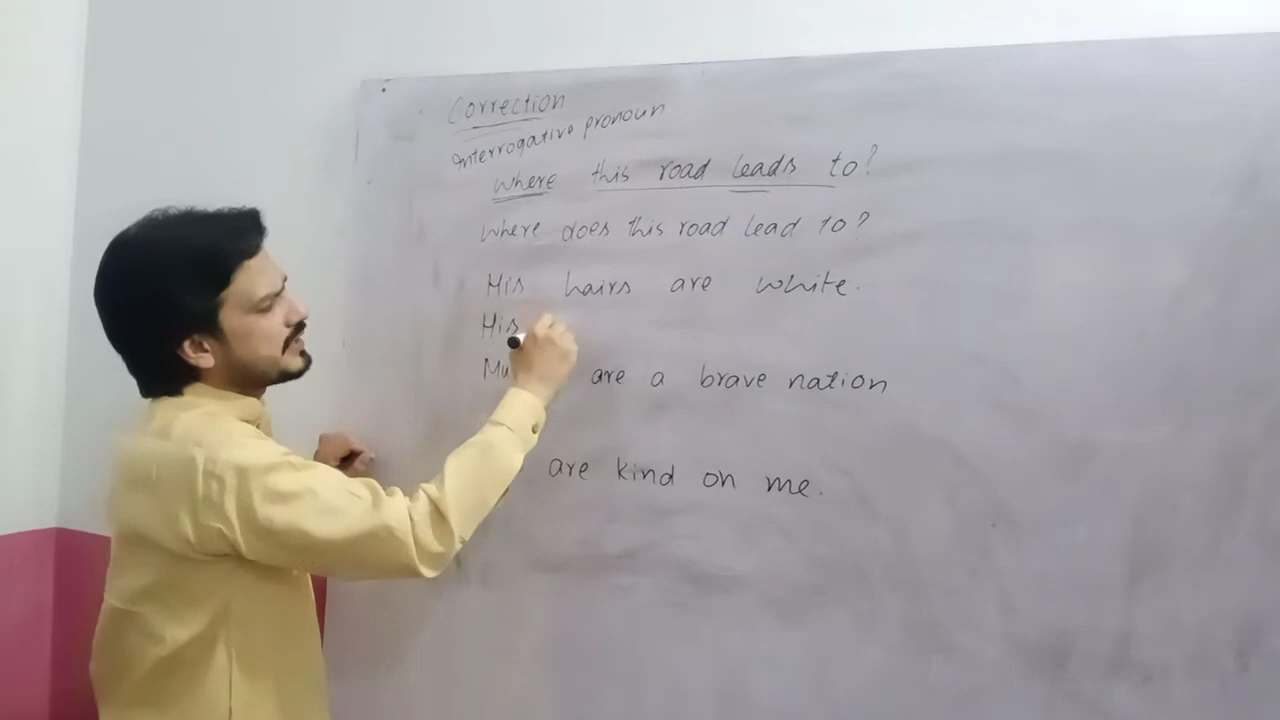 Correction
Interrogative pronoun
Where this road leads to?
Where does this road lead to?
His hairs are white.
His
Mu are a brave nation
are kind on me.